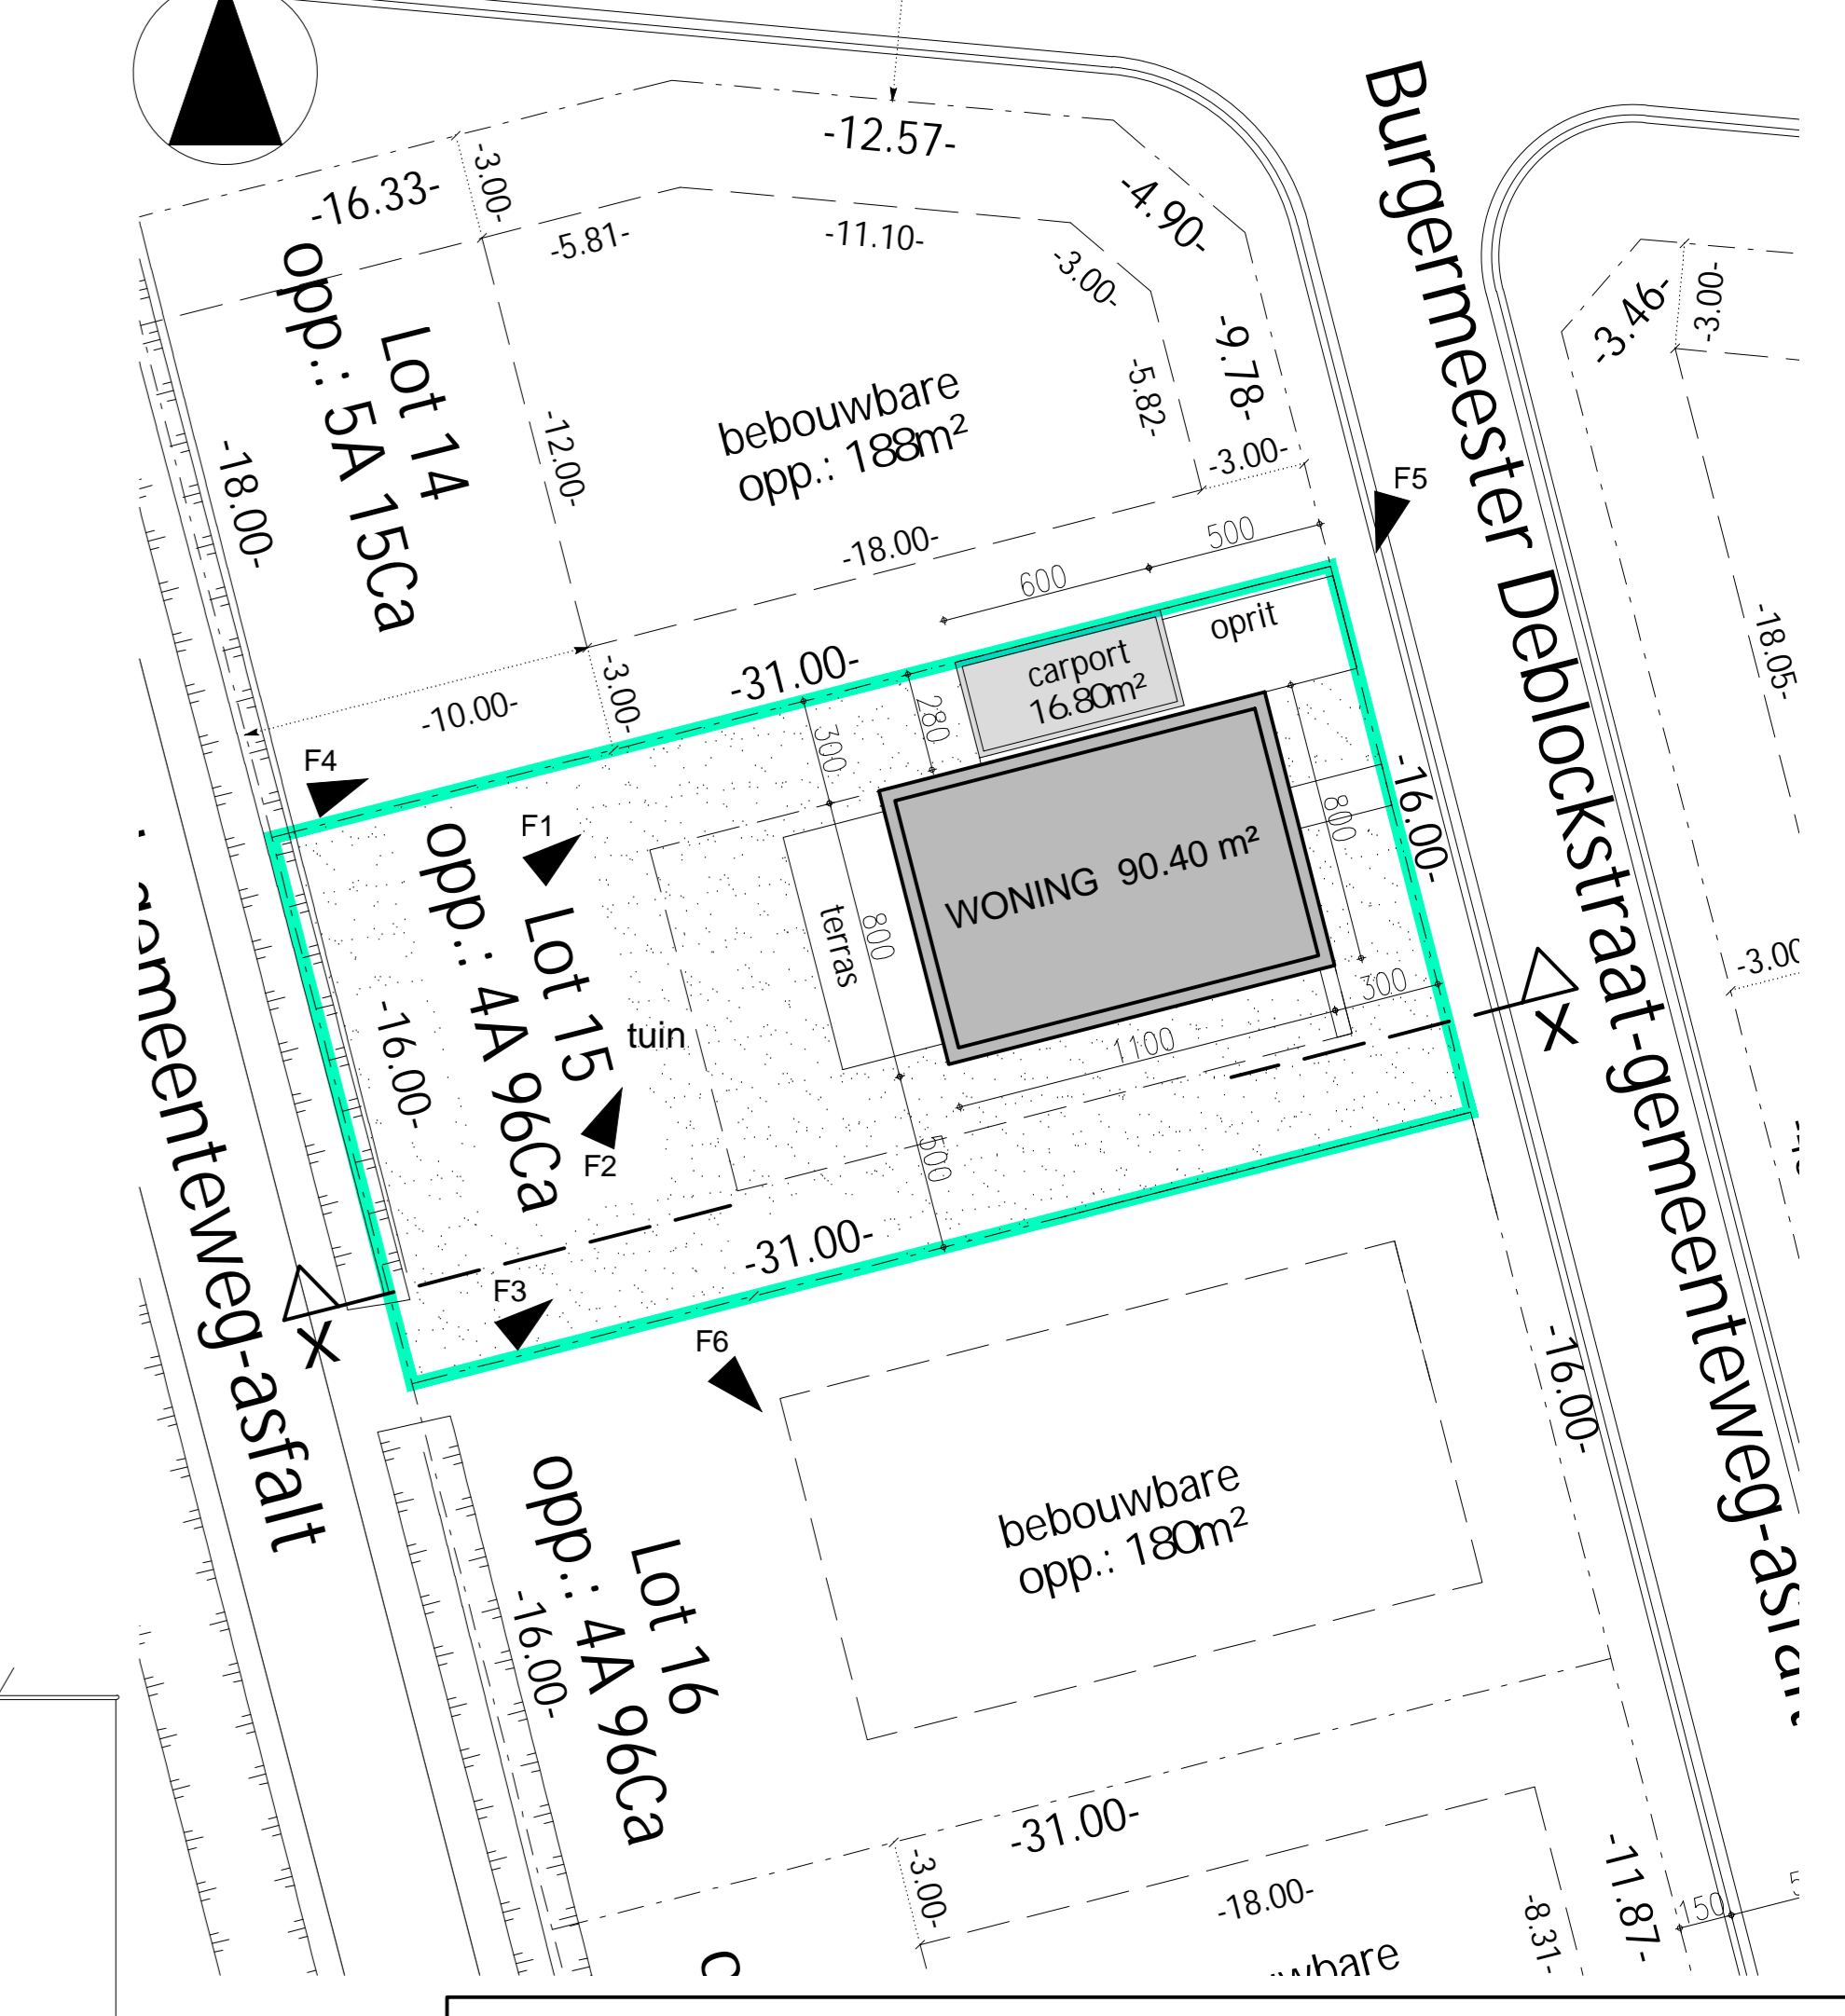 -12.57-
-16.33-
-3.00-
-4.90-
-5.81-
-11.10-
-3.00-
-9.78-
-5.82-
-3.00-
Lot 14
opp.: 5A 15Ca
-18.00-
-12.00-
bebouwbare
opp.: 188m²
-18.00-
500
600
-10.00-
-3.00-
-31.00-
Burgermeester Deblockstraat-gemeenteweg-asfalt
-3.46-
-3.00-
-18.05-
-3.00
F5
oprit
carport
16.80m²
280
300
F4
F1
Lot 15
opp.: 4A 96Ca
-16.00-
tuin
F2
terras
800
WONING 90.40 m²
800
-16.00-
300
1100
500
X
X
-31.00-
F3
F6
gemeenteweg-asfalt
bebouwbare
opp.: 180m²
-16.00-
Lot 16
opp.: 4A 96Ca
-16.00-
-31.00-
-3.00-
-18.00-
-8.31-
-11.87-
150